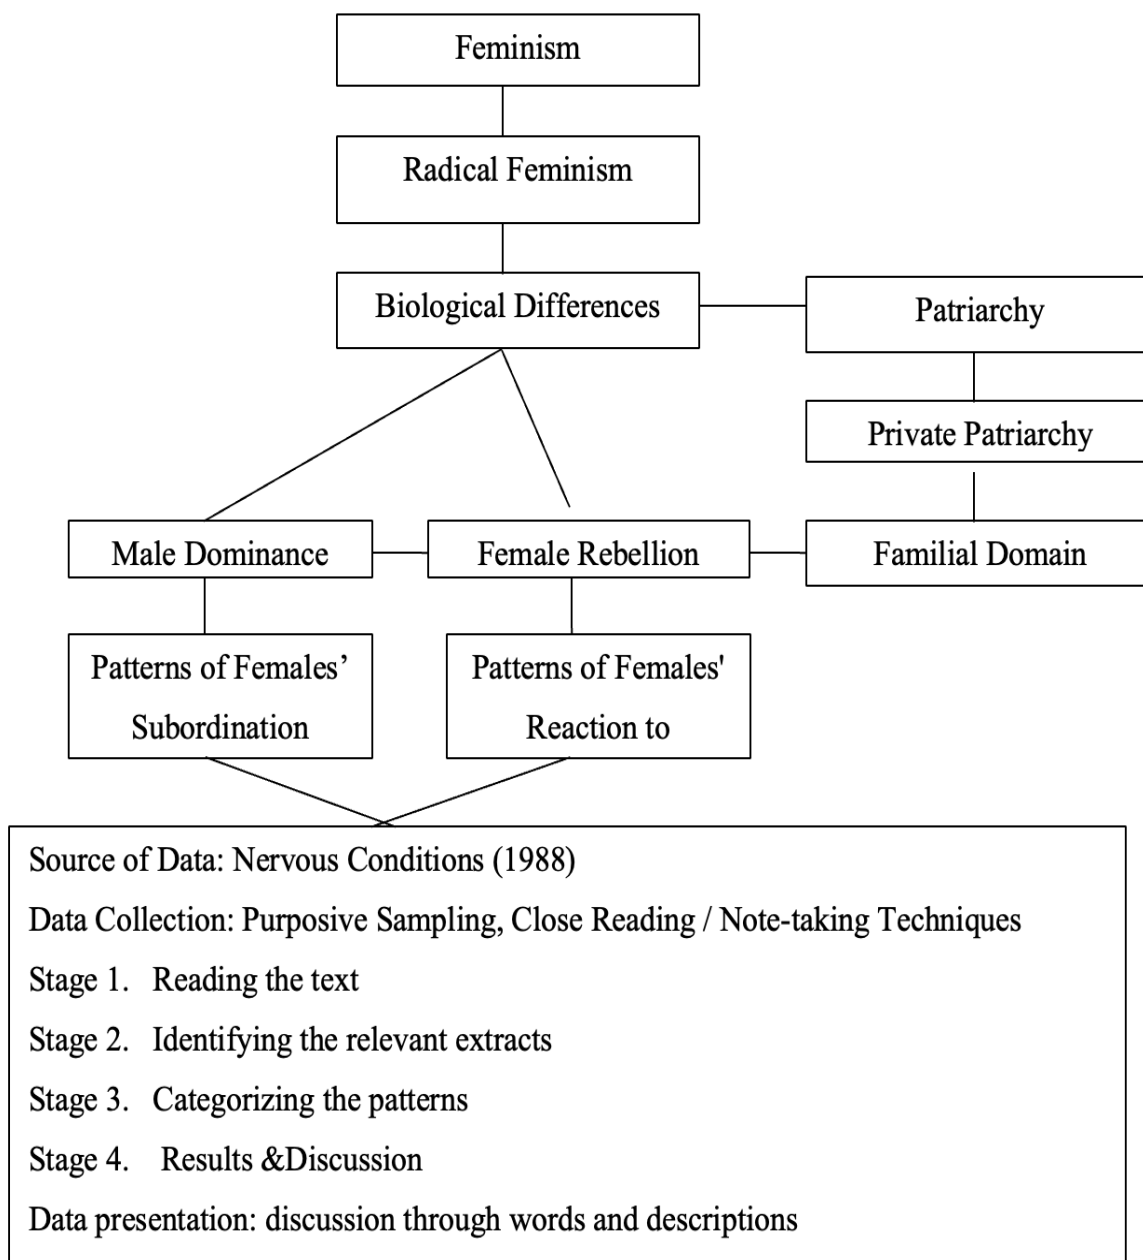 Feminism
Radical Feminism
Biological Differences
Patriarchy
Private Patriarchy
Male Dominance
Female Rebellion
Familial Domain
Patterns of Females’
Subordination
Patterns of Females'
Reaction to
Source of Data: Nervous Conditions (1988)
Data Collection: Purposive Sampling, Close Reading / Note-taking Techniques
Stage 1. Reading the text
Stage 2. Identifying the relevant extracts
Stage 3. Categorizing the patterns
Stage 4. Results &Discussion
Data presentation: discussion through words and descriptions